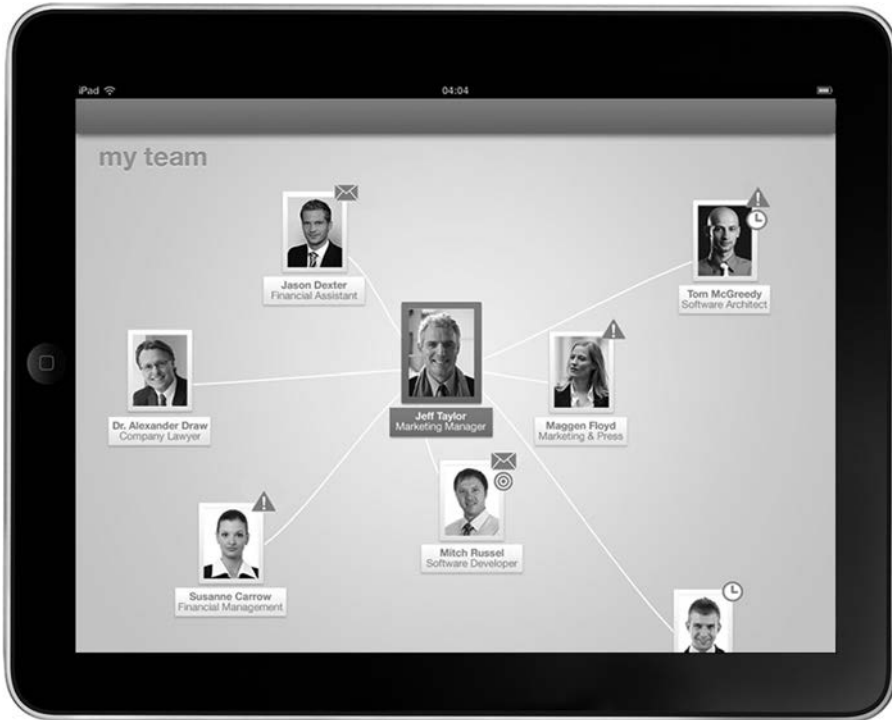 iPad
04:04
my team
Jason Dexter
Financial Assistant
Tom McGreedy
Software Architect
Jeff Taylor
Marketing Manager
Dr. Alexander Draw
Company Lawyer
Maggen Floyd
Marketing & Press
Mitch Russel
Software Developer
Susanne Carrow
Financial Management